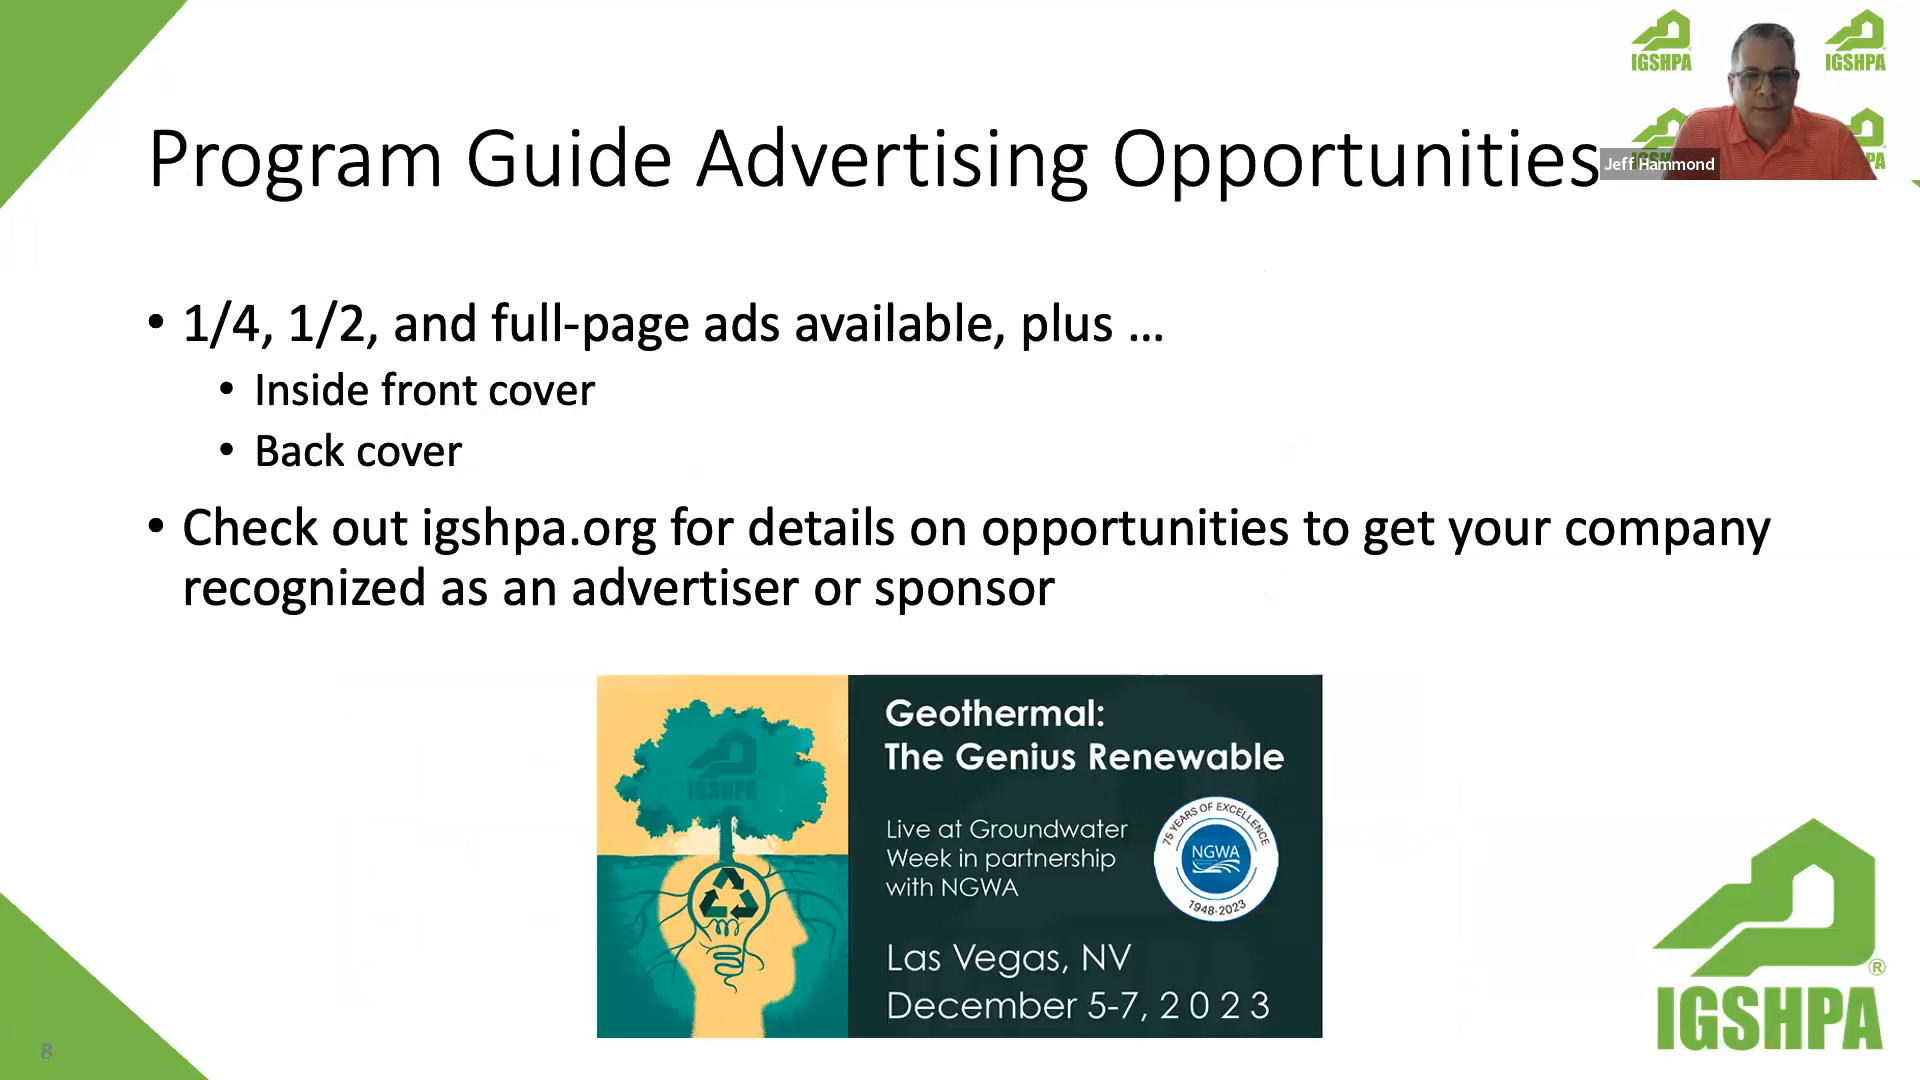 IGSHPA
IGSHPA
Jeff Hammond
Program Guide Advertising Opportunities
• 1/4, 1/2, and full-page ads available, plus ...
• Inside front cover
• Back cover
• Check out igshpa.org for details on opportunities to get your company
recognized as an advertiser or sponsor
IGSHPA
Geothermal:
The Genius Renewable
Live at Groundwater
Week in partnership
with NGWA
75 YEARS OF EXCELLENCE
NGWA
1948-2023
Las Vegas, NV
December 5-7, 2023
®
IGSHPA
8